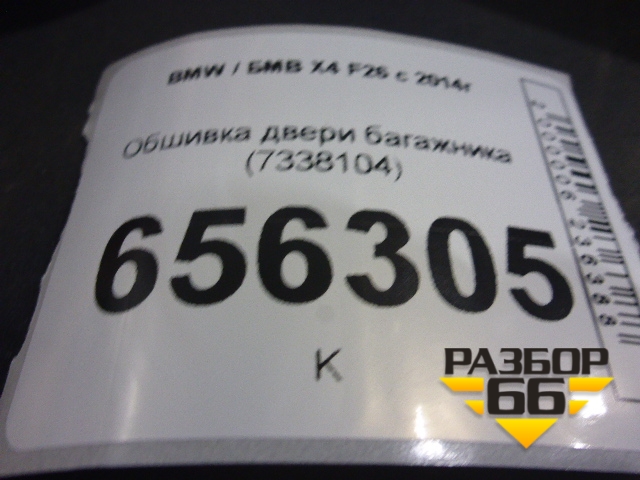 BMW / БМВ X4 F26 с 2014г
Обшивка двери багажника
(7338104)
656305
К
РАЗБОР
66